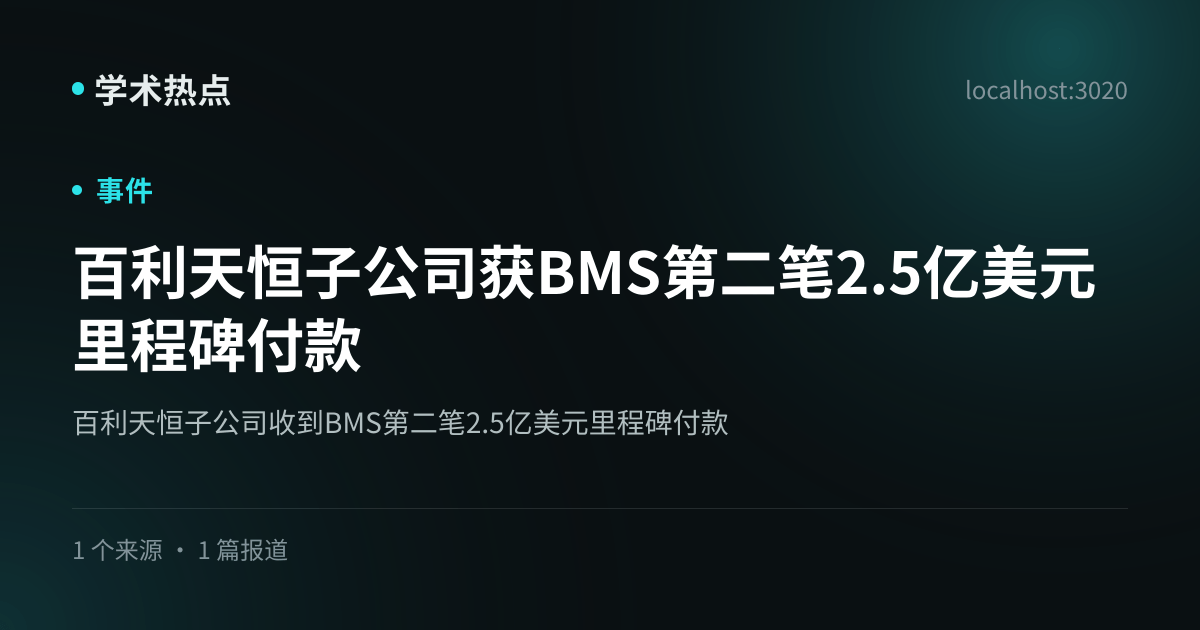 学术热点
localhost:3020
事件
百利天恒子公司获BMS第二笔2.5亿美元
里程碑付款
百利天恒子公司收到BMS第二笔2.5亿美元里程碑付款
1 个来源 · 1 篇报道